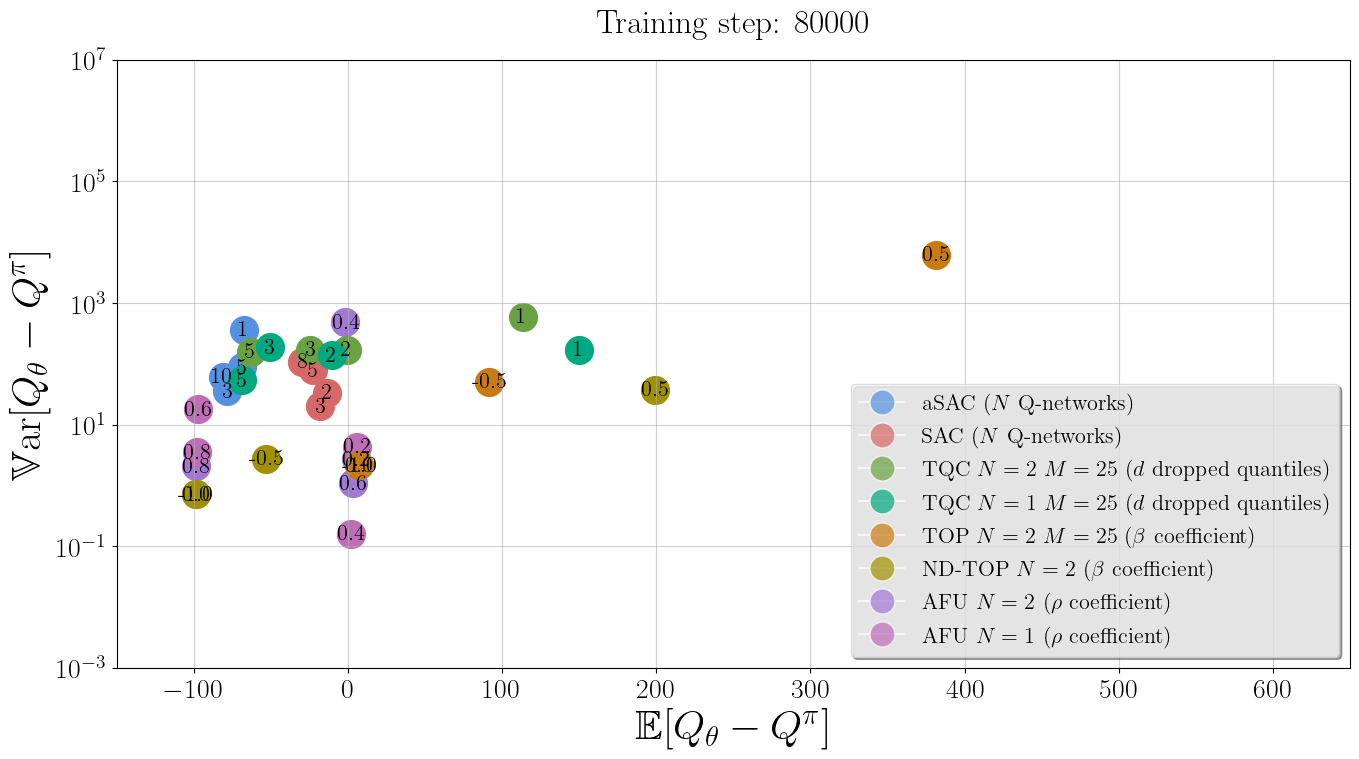 Training step: 80000
10^7
10^5
10^3
10^1
10^{-1}
10^{-3}
𝕍ar[Q_θ − Q^π]
0.5
0.4
1
1
3
1
5
3
2
2
8
5
5
10
5
3
-0.5
0.5
2
3
0.6
0.2
0.8
-0.5
0.8
-1.0
0.6
0.4
aSAC (N Q-networks)
SAC (N Q-networks)
TQC N = 2 M = 25 (d dropped quantiles)
TQC N = 1 M = 25 (d dropped quantiles)
TOP N = 2 M = 25 (β coefficient)
ND-TOP N = 2 (β coefficient)
AFU N = 2 (ρ coefficient)
AFU N = 1 (ρ coefficient)
−100 0 100 200 300 400 500 600
𝔼[Q_θ − Q^π]